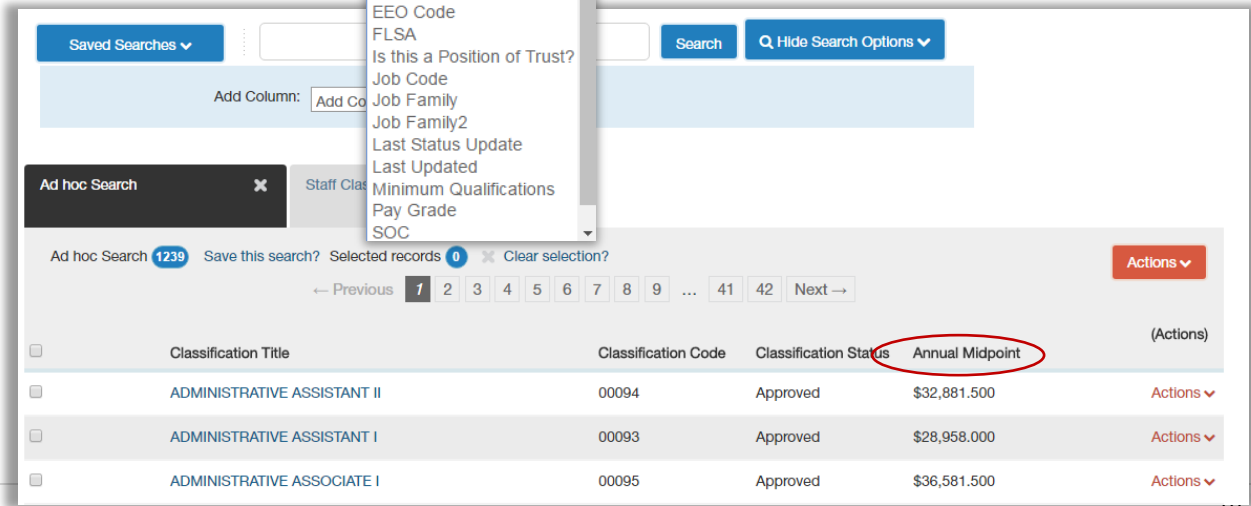 EEO Code
FLSA
Is this a Position of Trust?
Job Code
Job Family
Job Family2
Last Status Update
Last Updated
Minimum Qualifications
Pay Grade
SOC
Saved Searches
Search
Hide Search Options
Add Column: Add Co
Ad hoc Search
Staff Clas
Ad hoc Search 1239 Save this search? Selected records 0 Clear selection?
Actions
← Previous 1 2 3 4 5 6 7 8 9 ... 41 42 Next →
Classification Title Classification Code Classification Status Annual Midpoint (Actions)
ADMINISTRATIVE ASSISTANT II 00094 Approved $32,881.500 Actions
ADMINISTRATIVE ASSISTANT I 00093 Approved $28,958.000 Actions
ADMINISTRATIVE ASSOCIATE I 00095 Approved $36,581.500 Actions